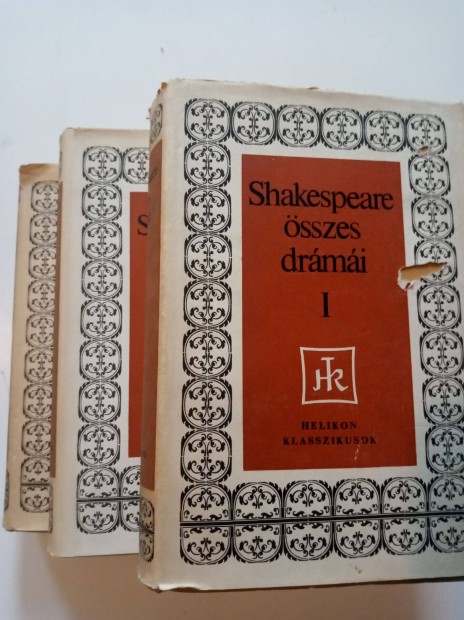 Shakespeare
összes
drámái
I
HK
HELIKON
KLASSZIKUSOK
S